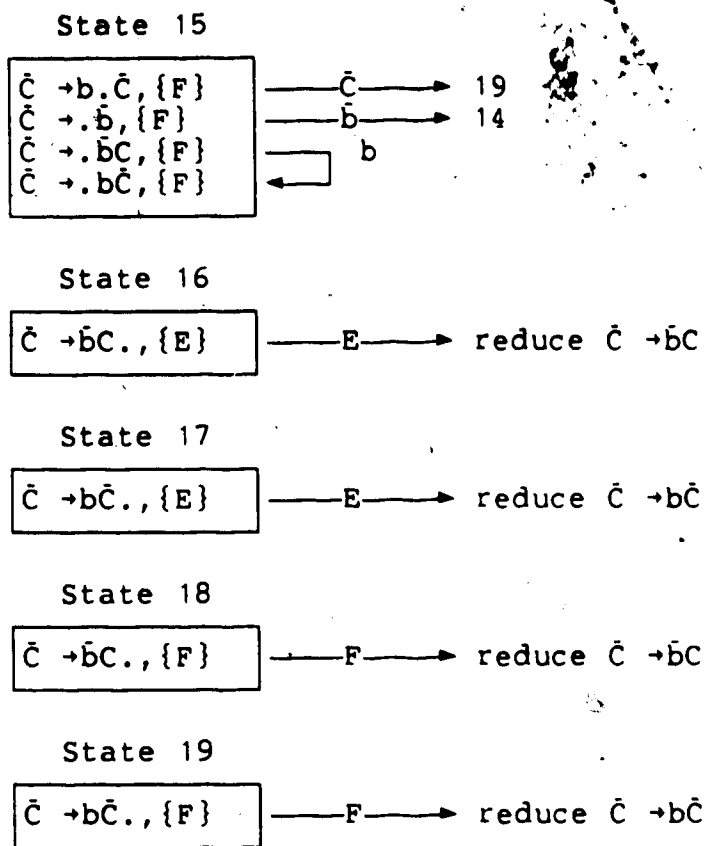 State 15
C̄ →b.C̄,{F} C̄ 19
C̄ →.b̄,{F} b̄ 14
C̄ →.b̄C,{F} b
C̄ →.bC̄,{F}
State 16
C̄ →b̄C.,{E} E reduce C̄ →b̄C
State 17
C̄ →bC̄.,{E} E reduce C̄ →bC̄
State 18
C̄ →b̄C.,{F} F reduce C̄ →b̄C
State 19
C̄ →bC̄.,{F} F reduce C̄ →bC̄